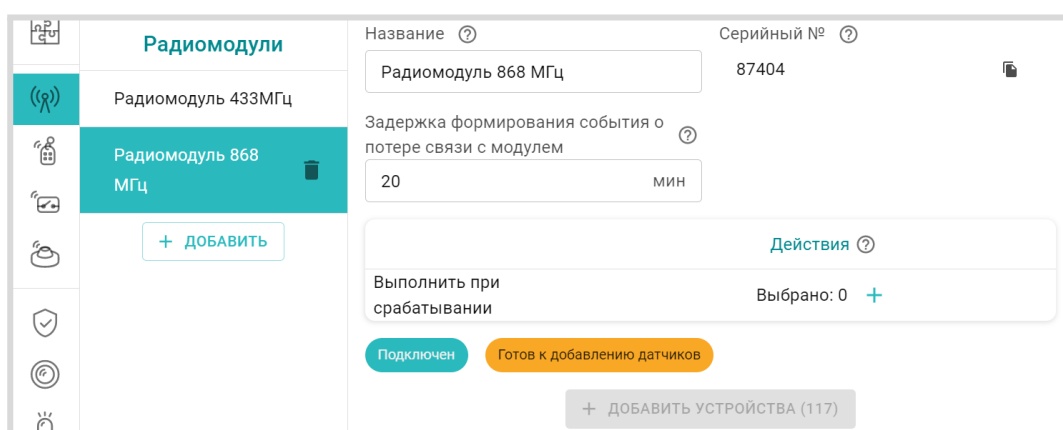 Радиомодули
Радиомодуль 433МГц
Радиомодуль 868
МГц
+ ДОБАВИТЬ
Название
Серийный №
Радиомодуль 868 МГц
87404
Задержка формирования события о
потере связи с модулем
20 мин
Действия
Выполнить при
срабатывании
Выбрано: 0 +
Подключен
Готов к добавлению датчиков
+ ДОБАВИТЬ УСТРОЙСТВА (117)